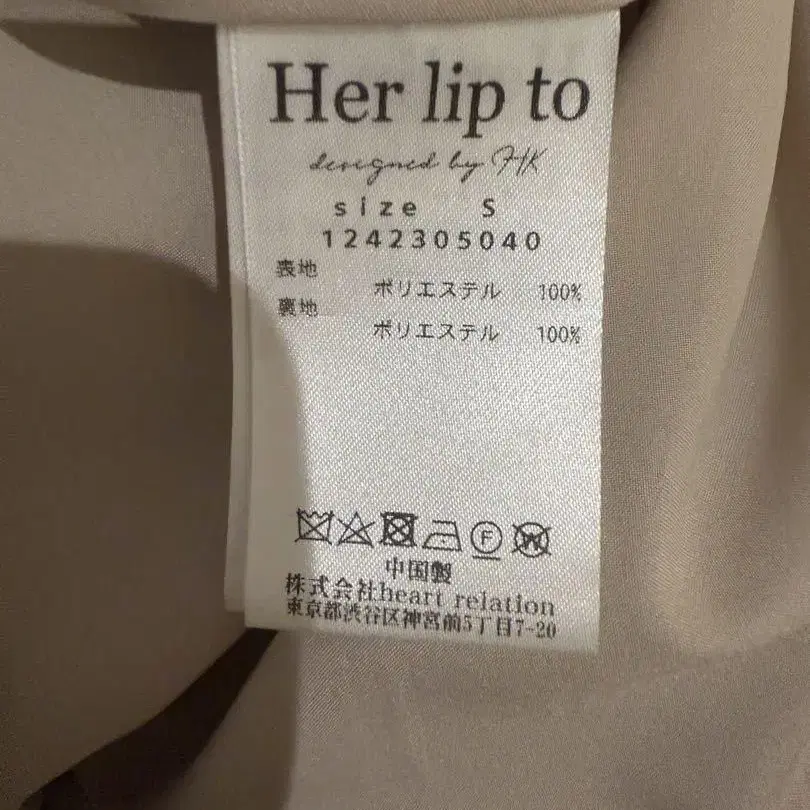 Her lip to
designed by HK
size S
1242305040
表地
ポリエステル 100%
裏地
ポリエステル 100%
F W
中国製
株式会社heart relation
東京都渋谷区神宮前5丁目7-20